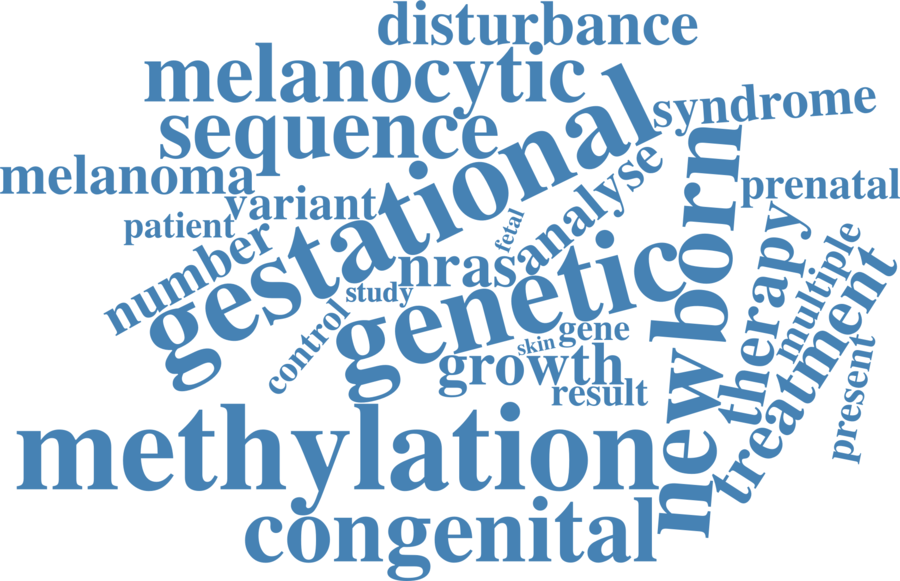 disturbance
melanocytic
syndrome
sequence
gestational
melanoma
prenatal
variant
patient
number
analyse
newborn
fetal
nras
genetic
study
control
therapy
multiple
treatment
gene
skin
growth
result
present
methylation
congenital